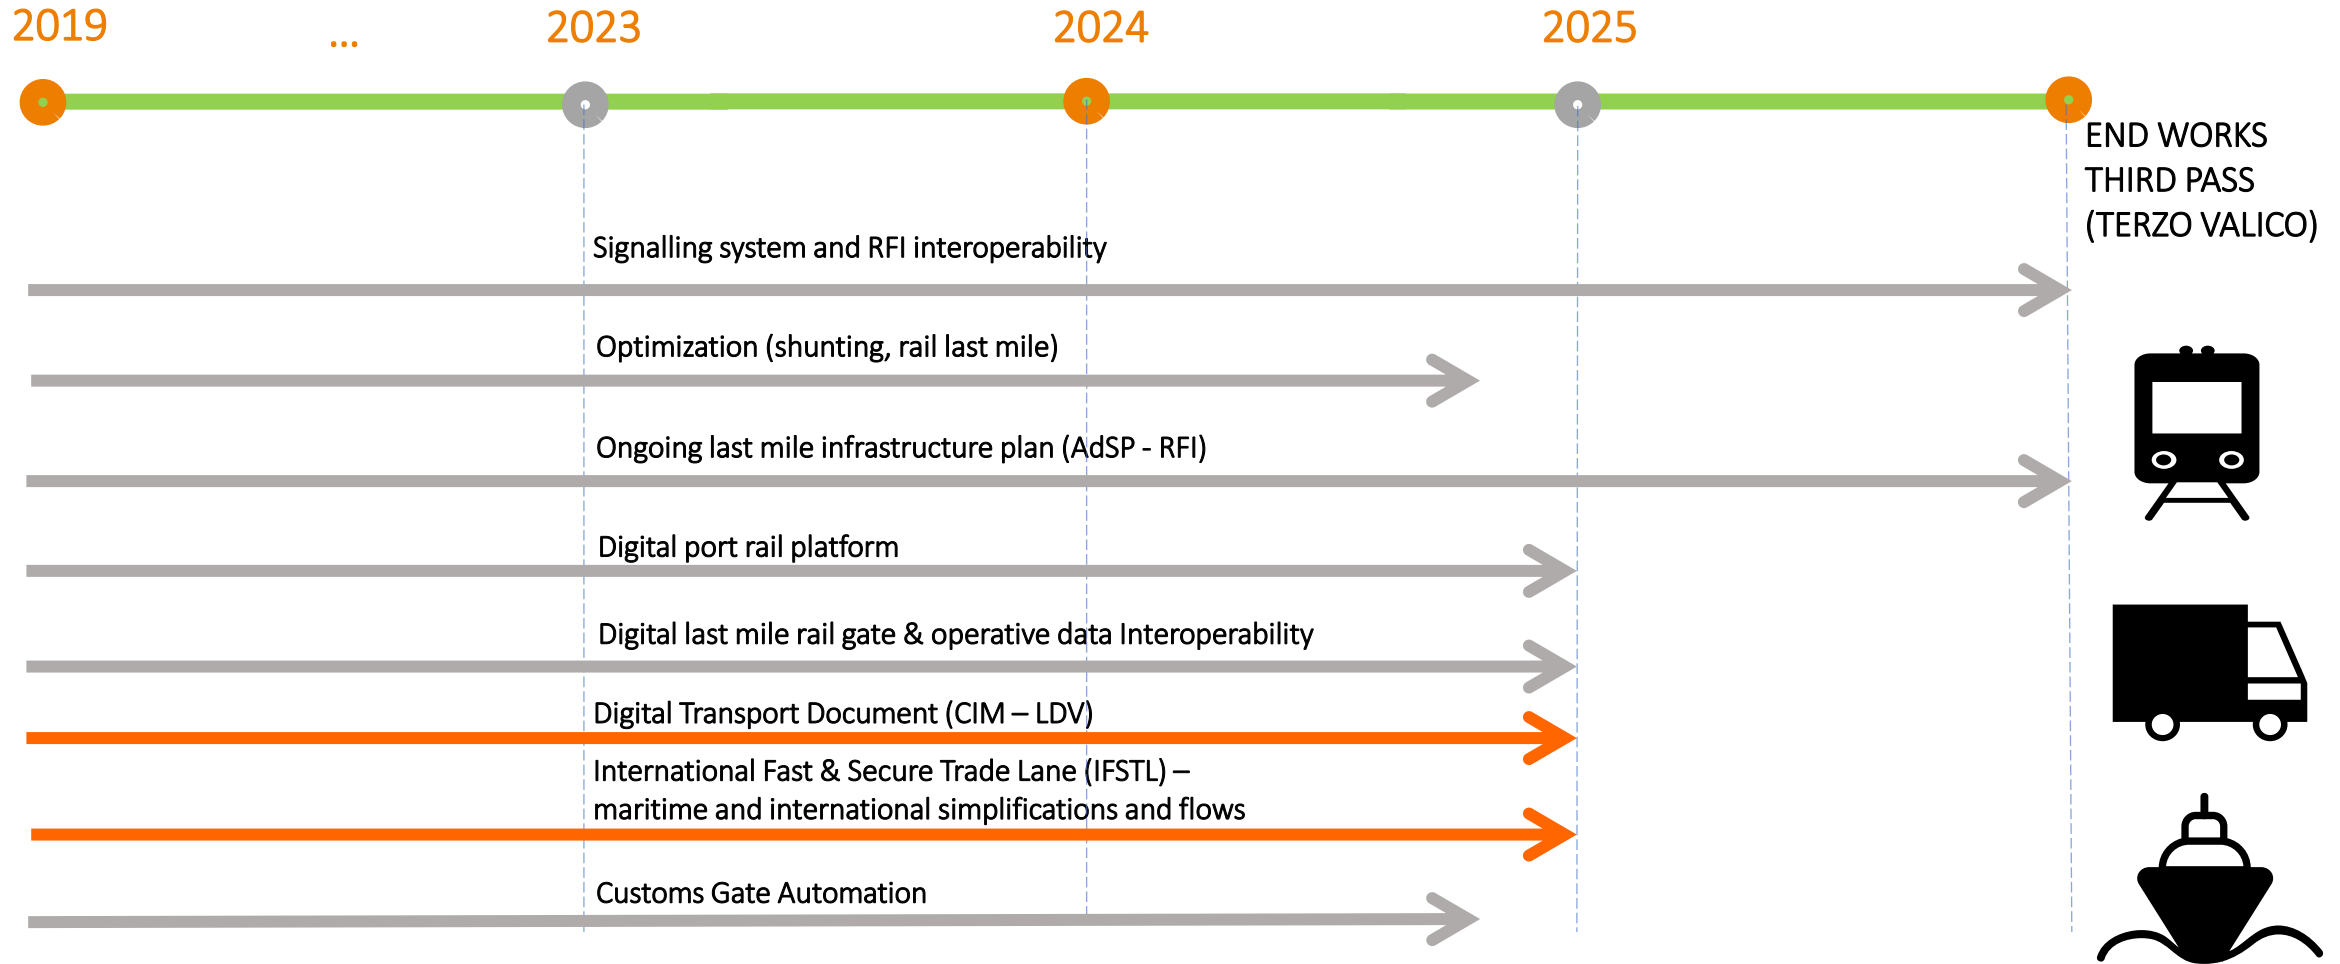 2019 ... 2023 2024 2025
END WORKS
THIRD PASS
(TERZO VALICO)
Signalling system and RFI interoperability
Optimization (shunting, rail last mile)
Ongoing last mile infrastructure plan (AdSP - RFI)
Digital port rail platform
Digital last mile rail gate & operative data Interoperability
Digital Transport Document (CIM – LDV)
International Fast & Secure Trade Lane (IFSTL) –
maritime and international simplifications and flows
Customs Gate Automation